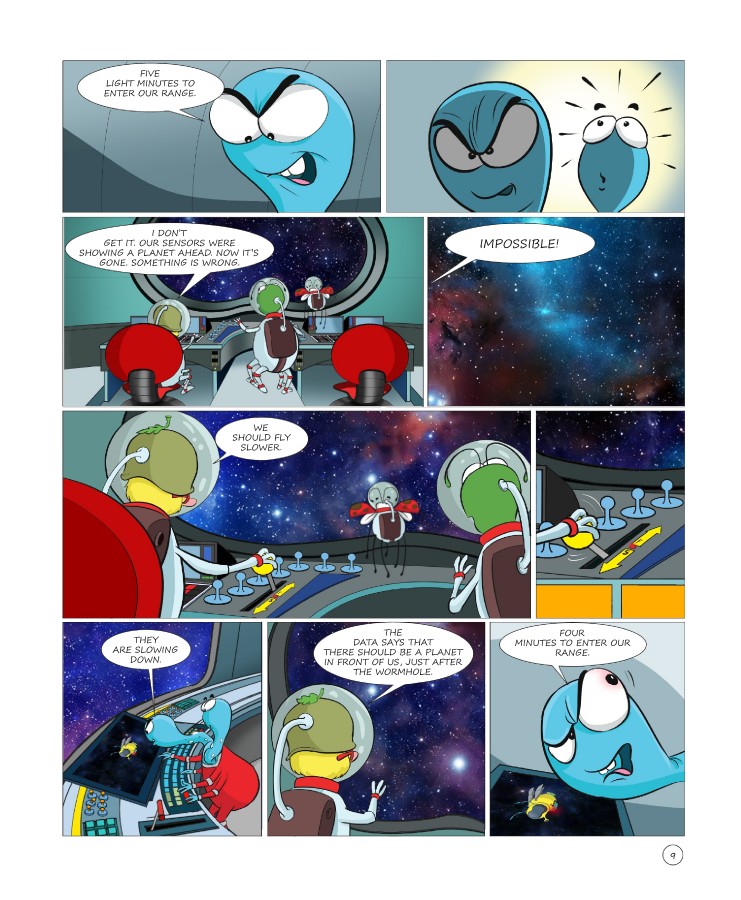 FIVE
LIGHT MINUTES TO
ENTER OUR RANGE.
I DON'T
GET IT. OUR SENSORS WERE
SHOWING A PLANET AHEAD. NOW IT'S
GONE. SOMETHING IS WRONG.
IMPOSSIBLE!
WE
SHOULD FLY
SLOWER.
THEY
ARE SLOWING
DOWN.
THE
DATA SAYS THAT
THERE SHOULD BE A PLANET
IN FRONT OF US, JUST AFTER
THE WORMHOLE.
FOUR
MINUTES TO ENTER OUR
RANGE.
9